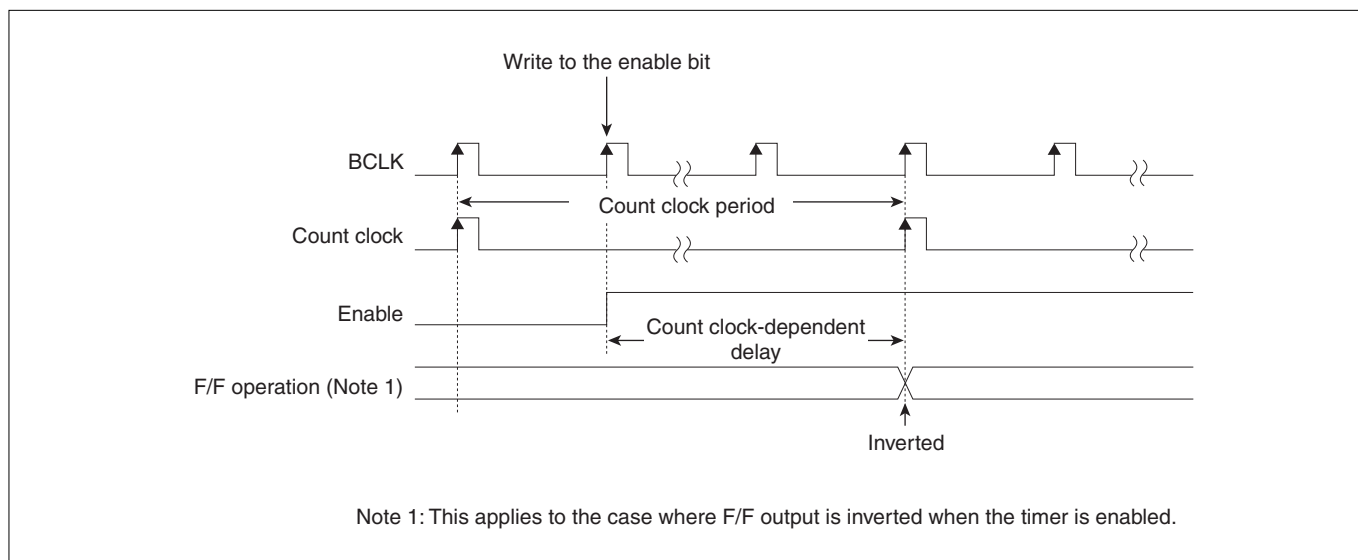 Write to the enable bit
BCLK
Count clock period
Count clock
Enable
Count clock-dependent
delay
F/F operation (Note 1)
Inverted
Note 1: This applies to the case where F/F output is inverted when the timer is enabled.